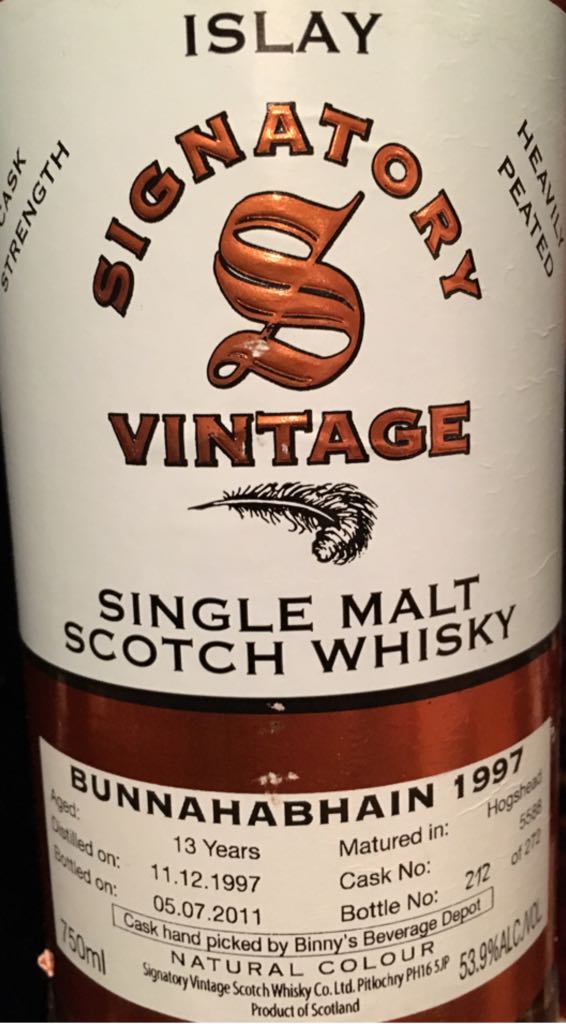 ISLAY
CASK
STRENGTH
HEAVILY
PEATED
SIGNATORY
S
VINTAGE
SINGLE MALT
SCOTCH WHISKY
BUNNAHABHAIN 1997
Aged: 13 Years Matured in: Hogshead
Distilled on: 11.12.1997 Cask No: 5588
Bottled on: 05.07.2011 Bottle No: 212 of 272
Cask hand picked by Binny's Beverage Depot
750ml NATURAL COLOUR 53.9%ALC./VOL
Signatory Vintage Scotch Whisky Co. Ltd. Pitlochry PH16 5JP
Product of Scotland